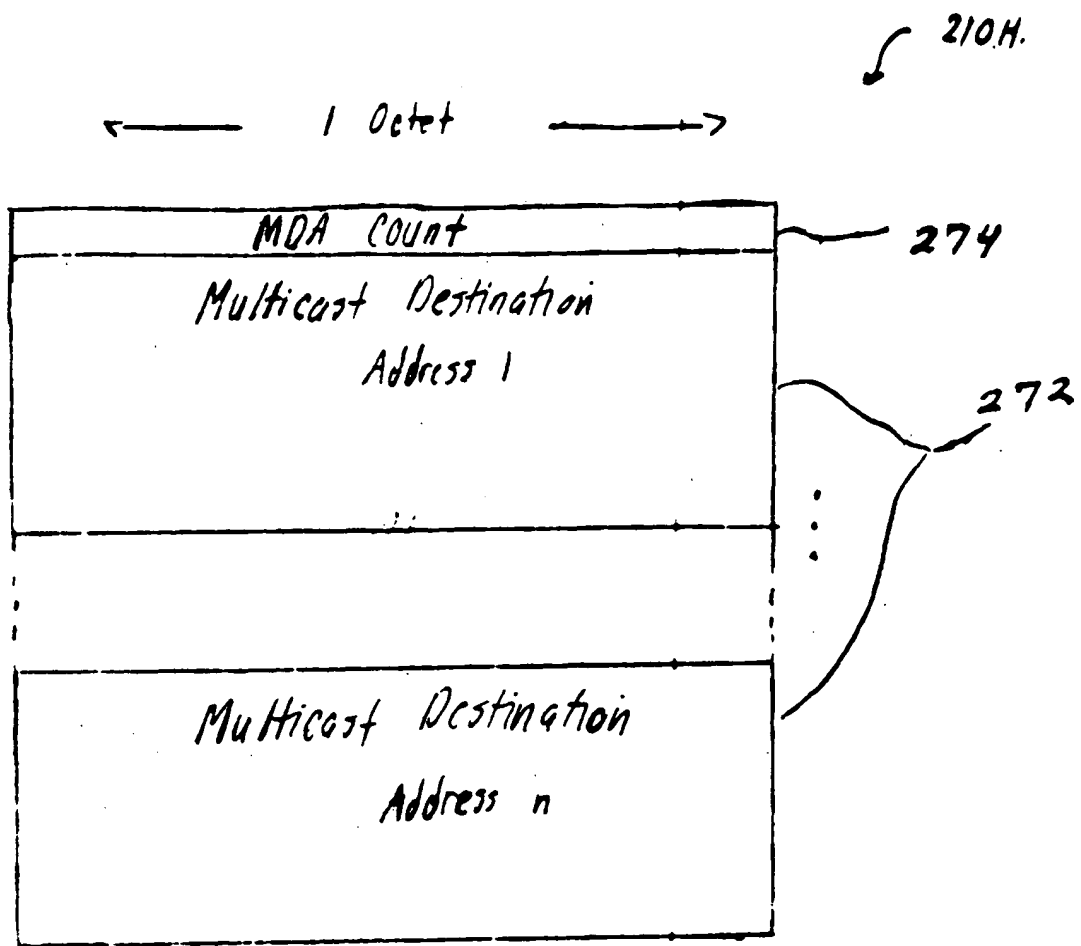 210H.
1 Octet
MDA Count
274
Multicast Destination
Address 1
272
Multicast Destination
Address n